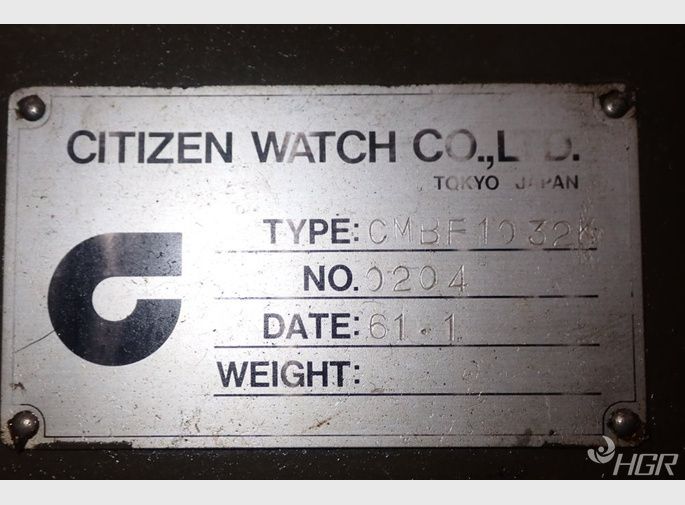 CITIZEN WATCH CO.,LTD.
TOKYO JAPAN
TYPE:
NO. 0204
DATE: 61.1
WEIGHT:
HGR